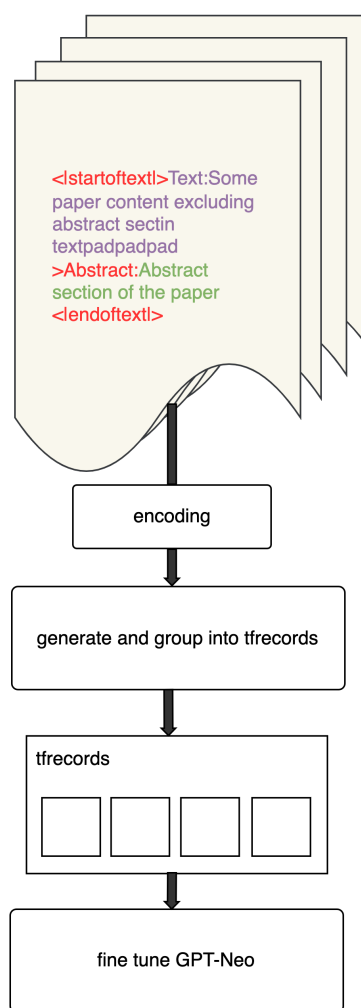 <|startoftext|>Text:Some
paper content excluding
abstract sectin
textpadpadpad
>Abstract:Abstract
section of the paper
<|endoftext|>
encoding
generate and group into tfrecords
tfrecords
fine tune GPT-Neo